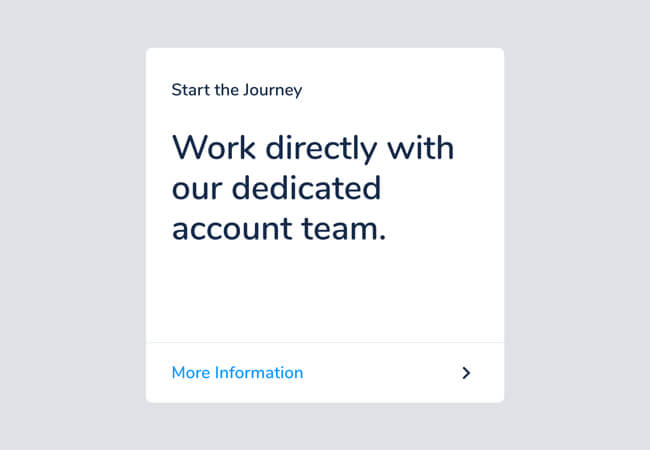 Start the Journey
Work directly with
our dedicated
account team.
More Information